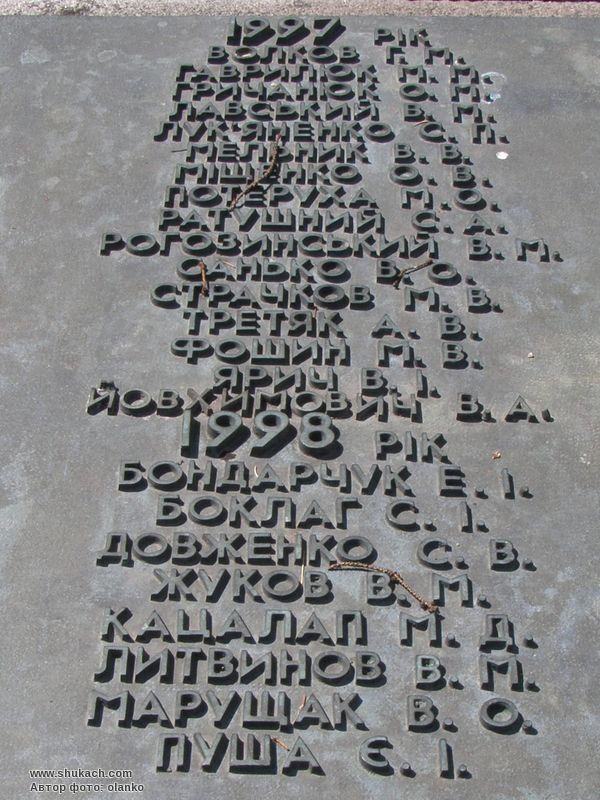 1997 РІК
ВОЛКОВ Г. М.
ГАВРИЛЮК М. М.
ГРИЧАНЮК О. М.
ЛАВСЬКИЙ В. М.
ЛУК'ЯНЕНКО С. П.
МЕЛЬНИК В. В.
МІЩЕНКО О. В.
ПОТЕРУХА М. О.
РАТУШНИЙ С. А.
РОГОЗИНСЬКИЙ В. М.
САНЬКО В. О.
СТРАЧКОВ М. В.
ТРЕТЯК А. В.
ФОШИН М. В.
ЯРИЧ В. І.
ЙОВХИМОВИЧ В. А.
1998 РІК
БОНДАРЧУК Е. І.
БОКЛАГ С. І.
ДОВЖЕНКО С. В.
ЖУКОВ В. М.
КАЦАЛАП М. Д.
ЛИТВИНОВ В. М.
МАРУЩАК В. О.
ПУША Є. І.
www.shukach.com
Автор фото: olanko